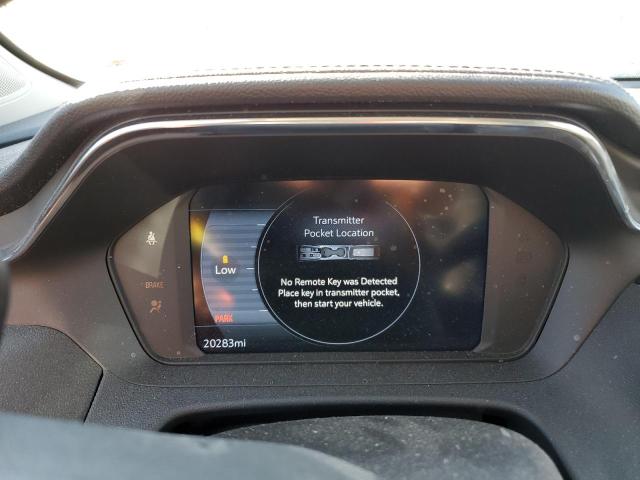 Transmitter
Pocket Location
Low
No Remote Key was Detected
Place key in transmitter pocket,
then start your vehicle.
BRAKE
PARK
20283mi